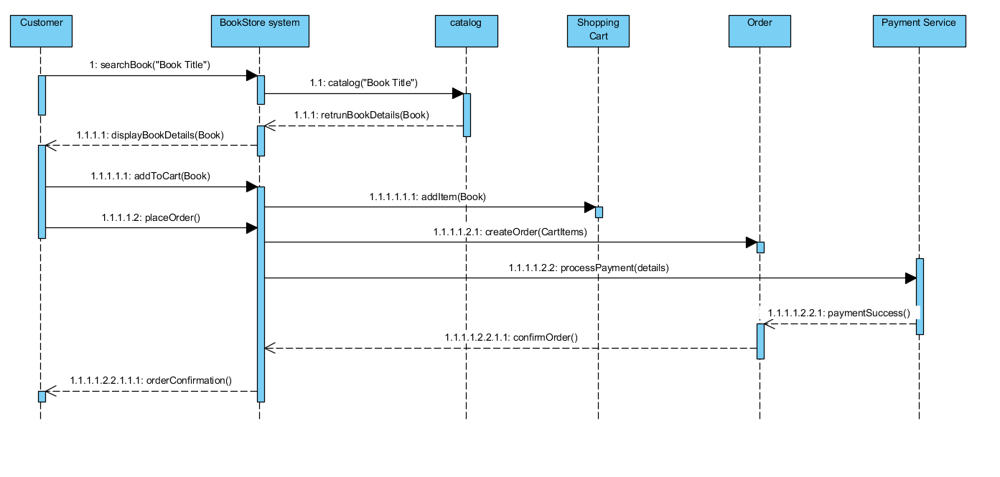 Customer
BookStore system
catalog
Shopping
Cart
Order
Payment Service
1: searchBook("Book Title")
1.1: catalog("Book Title")
1.1.1: retrunBookDetails(Book)
1.1.1.1: displayBookDetails(Book)
1.1.1.1.1: addToCart(Book)
1.1.1.1.1.1: addItem(Book)
1.1.1.1.2: placeOrder()
1.1.1.1.2.1: createOrder(CartItems)
1.1.1.1.2.2: processPayment(details)
1.1.1.1.2.2.1: paymentSuccess()
1.1.1.1.2.2.1.1: confirmOrder()
1.1.1.1.2.2.1.1.1: orderConfirmation()